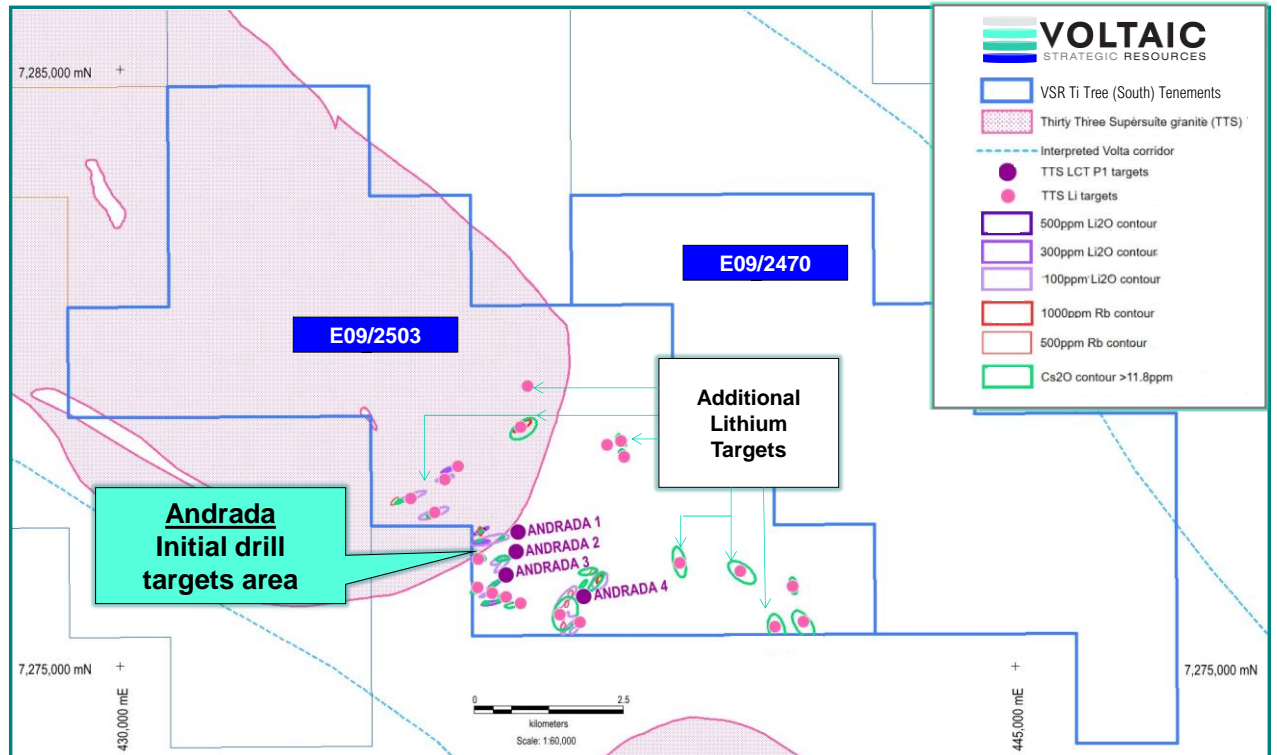 VOLTAIC
STRATEGIC RESOURCES
VSR Ti Tree (South) Tenements
Thirty Three Supersuite granite (TTS)
Interpreted Volta corridor
TTS LCT P1 targets
TTS Li targets
500ppm Li2O contour
300ppm Li2O contour
100ppm Li2O contour
1000ppm Rb contour
500ppm Rb contour
Cs2O contour >11.8ppm
7,285,000 mN
E09/2470
E09/2503
Additional
Lithium
Targets
Andrada
Initial drill
targets area
ANDRADA 1
ANDRADA 2
ANDRADA 3
ANDRADA 4
7,275,000 mN
7,275,000 mN
430,000 mE
445,000 mE
0
2.5
kilometers
Scale: 1:60,000